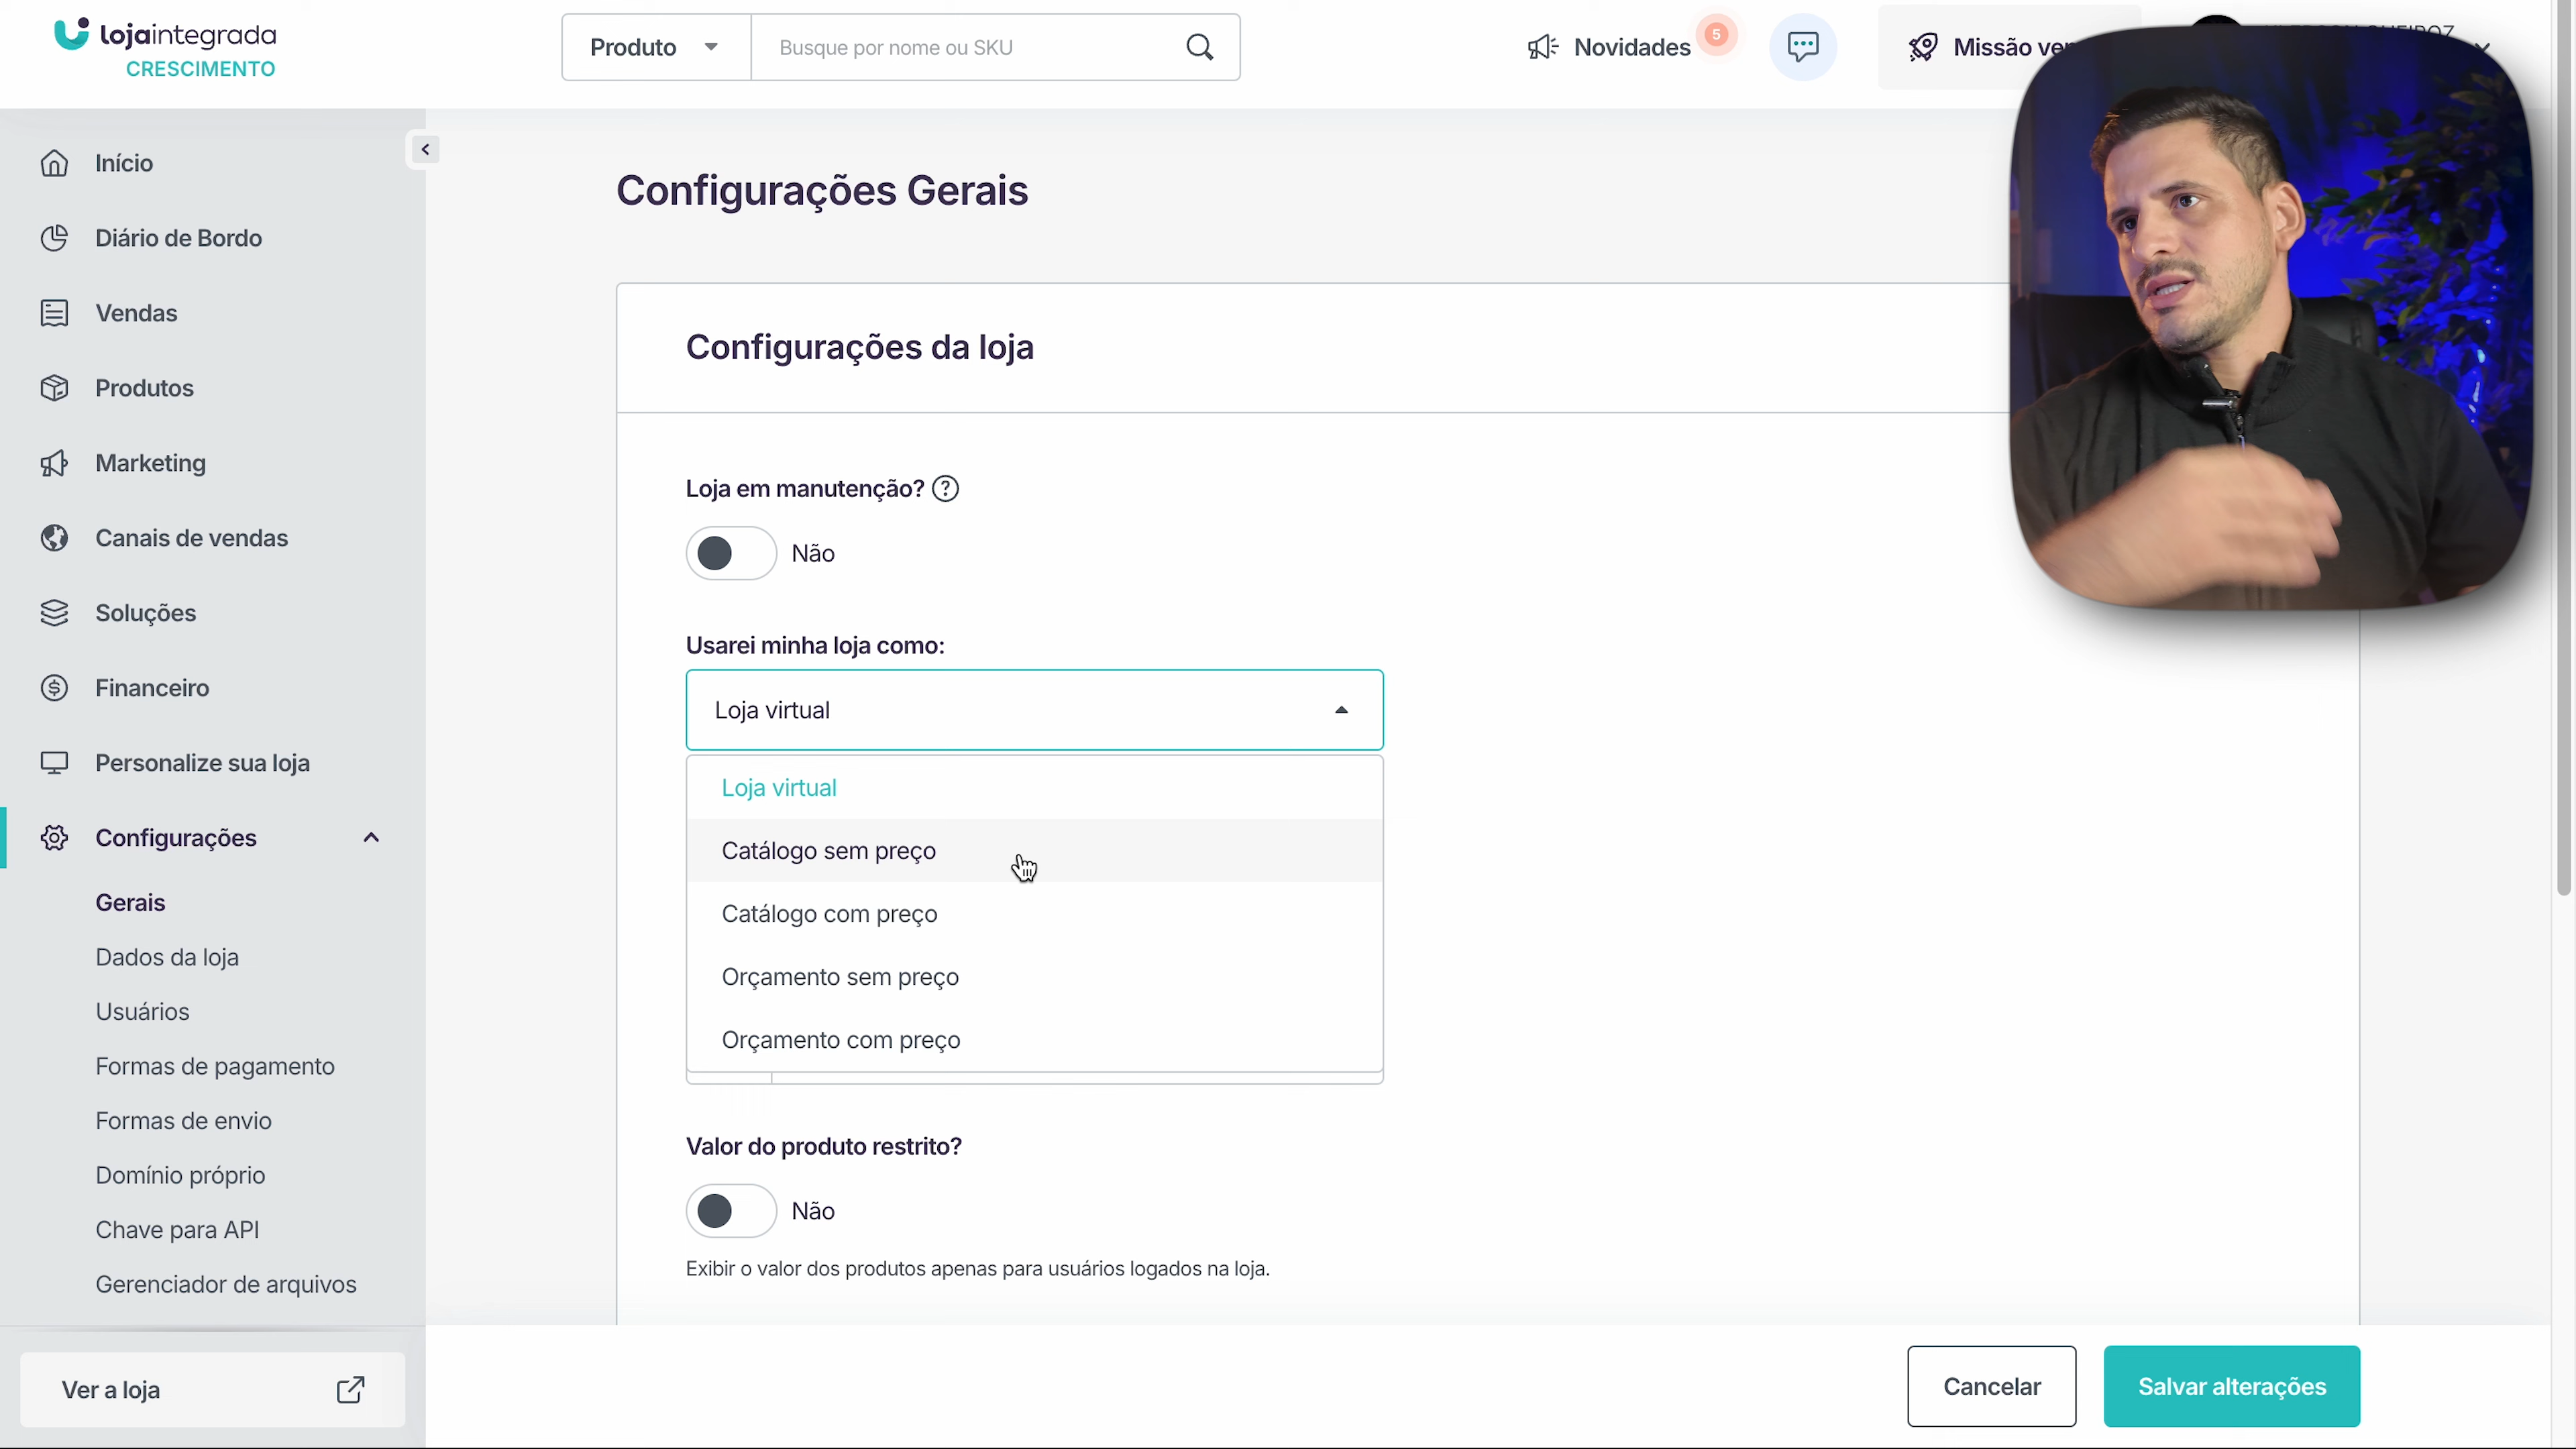 lojaintegrada
CRESCIMENTO
Produto
Busque por nome ou SKU
Novidades
5
Missão
Início
Diário de Bordo
Vendas
Produtos
Marketing
Canais de vendas
Soluções
Financeiro
Personalize sua loja
Configurações
Gerais
Dados da loja
Usuários
Formas de pagamento
Formas de envio
Domínio próprio
Chave para API
Gerenciador de arquivos
Ver a loja
Configurações Gerais
Configurações da loja
Loja em manutenção? ?
Não
Usarei minha loja como:
Loja virtual
Loja virtual
Catálogo sem preço
Catálogo com preço
Orçamento sem preço
Orçamento com preço
Valor do produto restrito?
Não
Exibir o valor dos produtos apenas para usuários logados na loja.
Cancelar
Salvar alterações